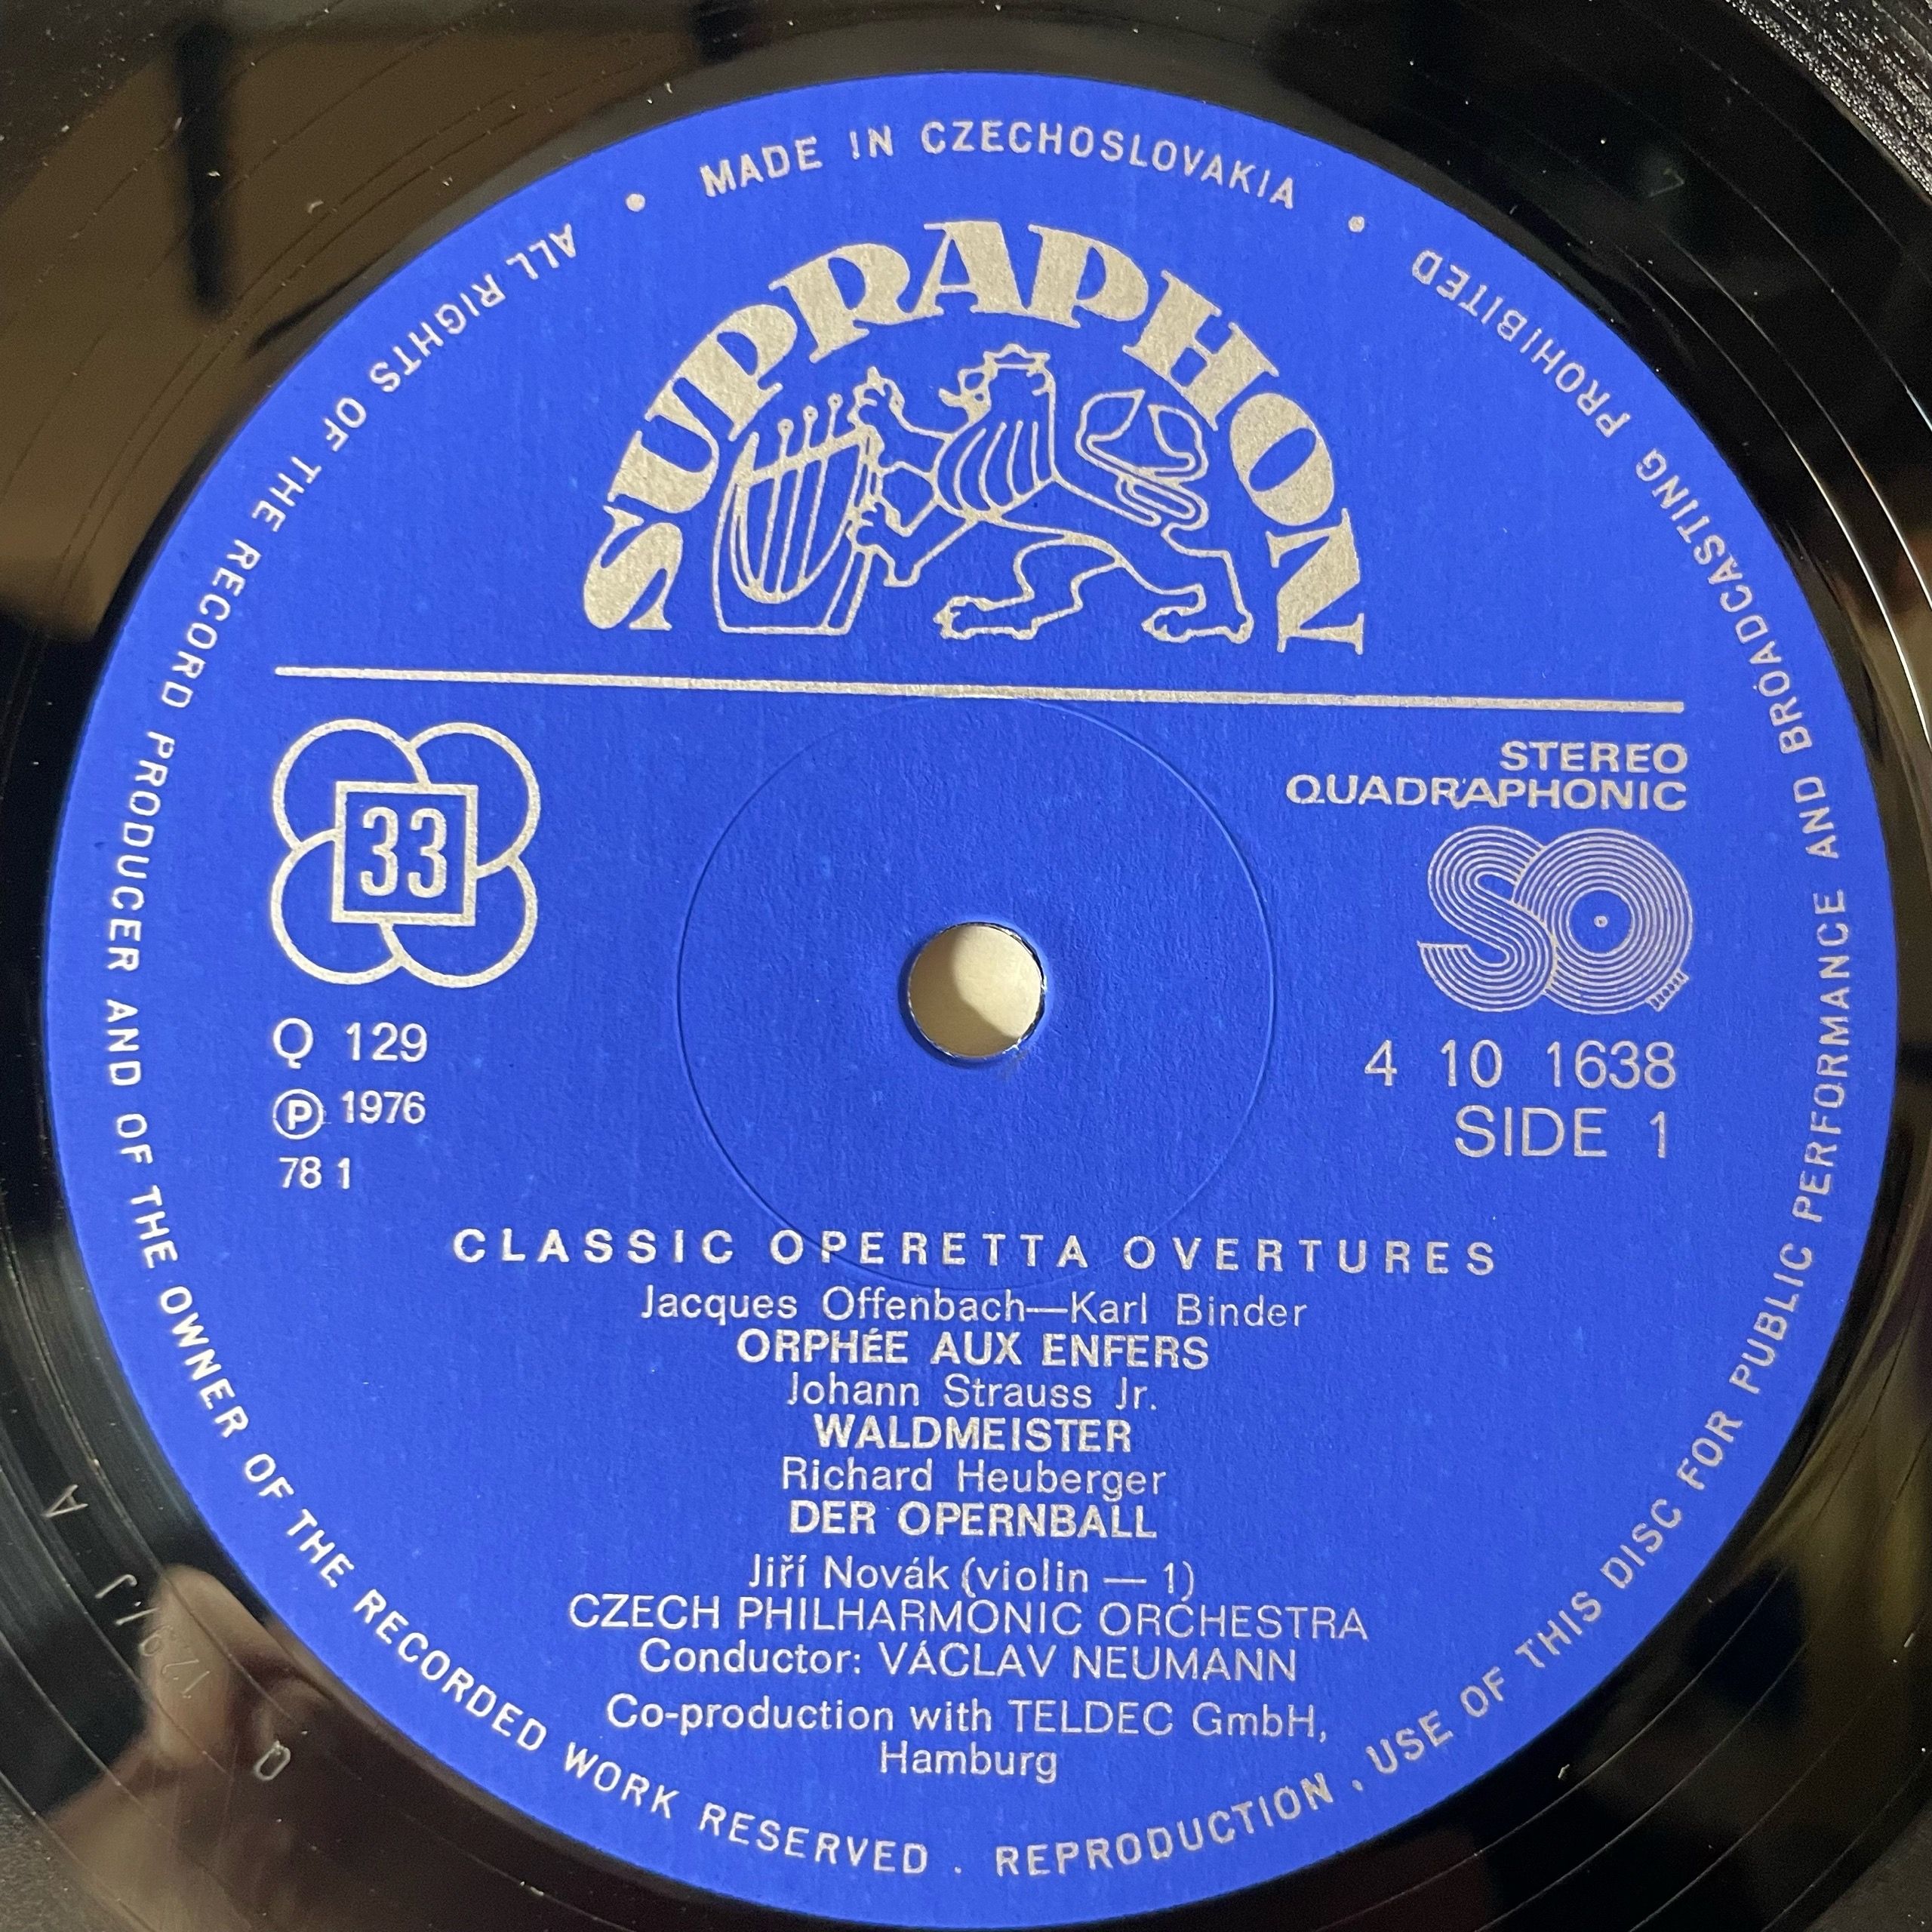 MADE IN CZECHOSLOVAKIA
ALL RIGHTS OF THE RECORD PRODUCER AND OF THE OWNER OF THE RECORDED WORK RESERVED . REPRODUCTION , USE OF THIS DISC FOR PUBLIC PERFORMANCE AND BROADCASTING PROHIBITED
SUPRAPHON
33
STEREO
QUADRAPHONIC
SQ
Q 129
Ⓟ 1976
78 1
4 10 1638
SIDE 1
CLASSIC OPERETTA OVERTURES
Jacques Offenbach—Karl Binder
ORPHÉE AUX ENFERS
Johann Strauss Jr.
WALDMEISTER
Richard Heuberger
DER OPERNBALL
Jiří Novák (violin — 1)
CZECH PHILHARMONIC ORCHESTRA
Conductor: VÁCLAV NEUMANN
Co-production with TELDEC GmbH,
Hamburg